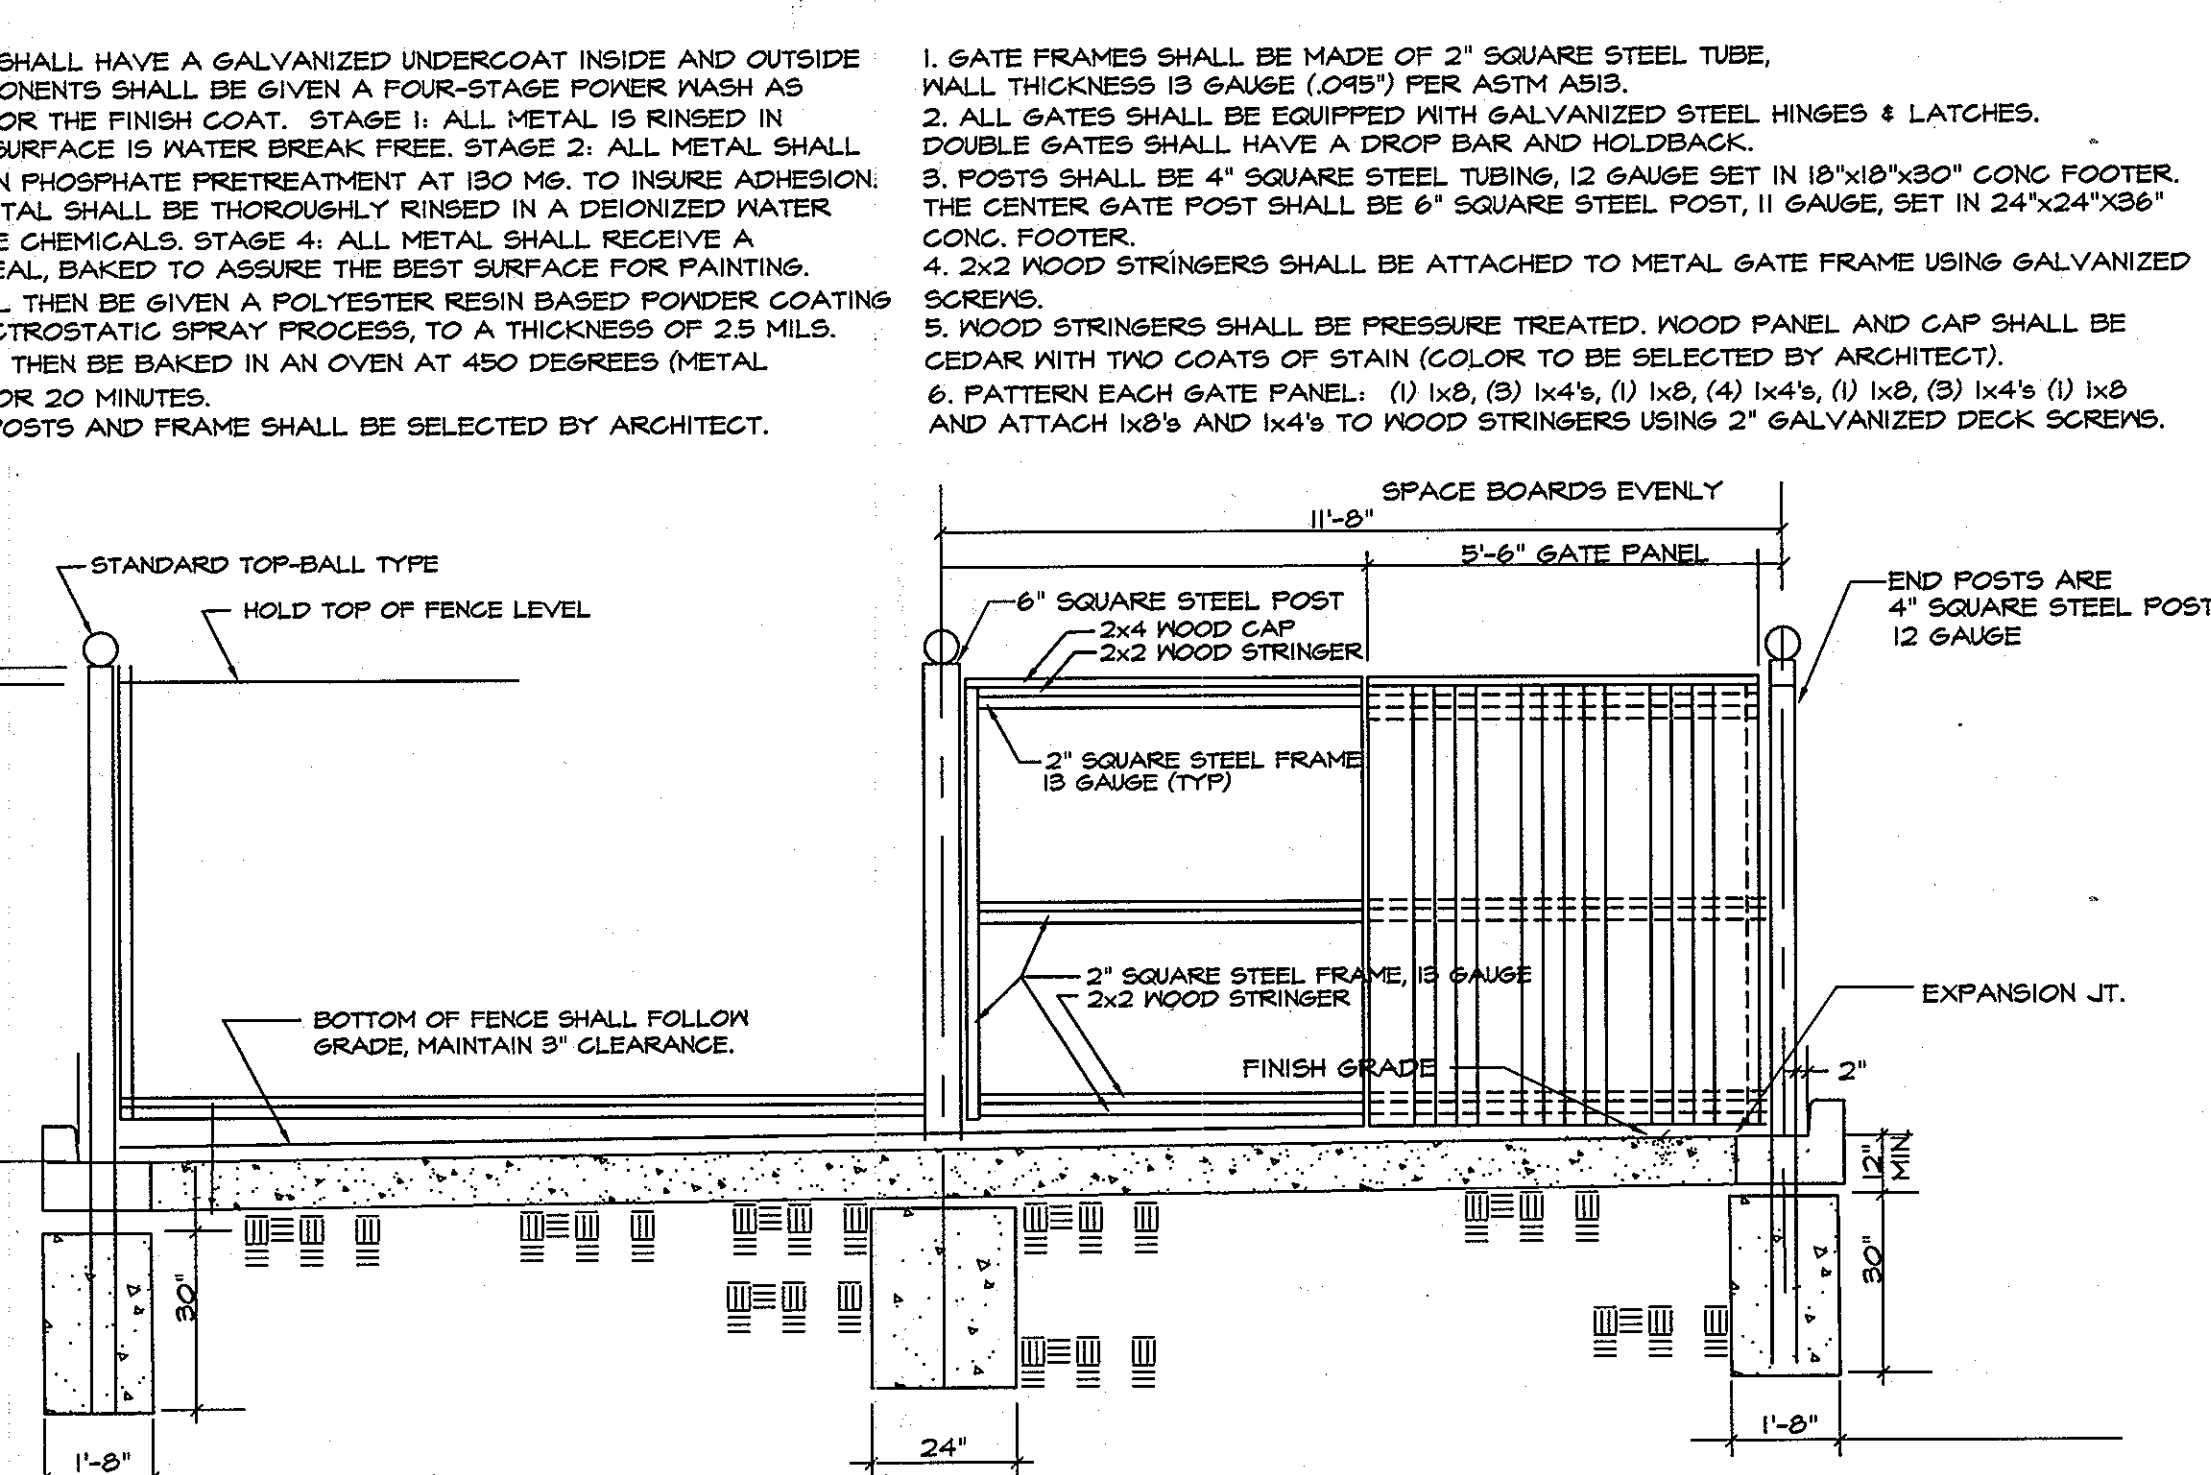 SHALL HAVE A GALVANIZED UNDERCOAT INSIDE AND OUTSIDE
ONENTS SHALL BE GIVEN A FOUR-STAGE POWER WASH AS
OR THE FINISH COAT. STAGE 1: ALL METAL IS RINSED IN
SURFACE IS WATER BREAK FREE. STAGE 2: ALL METAL SHALL
N PHOSPHATE PRETREATMENT AT 130 MG. TO INSURE ADHESION.
TAL SHALL BE THOROUGHLY RINSED IN A DEIONIZED WATER
E CHEMICALS. STAGE 4: ALL METAL SHALL RECEIVE A
EAL, BAKED TO ASSURE THE BEST SURFACE FOR PAINTING.
L THEN BE GIVEN A POLYESTER RESIN BASED POWDER COATING
CTROSTATIC SPRAY PROCESS, TO A THICKNESS OF 2.5 MILS.
THEN BE BAKED IN AN OVEN AT 450 DEGREES (METAL
OR 20 MINUTES.
POSTS AND FRAME SHALL BE SELECTED BY ARCHITECT.
1. GATE FRAMES SHALL BE MADE OF 2" SQUARE STEEL TUBE,
WALL THICKNESS 13 GAUGE (.095") PER ASTM A513.
2. ALL GATES SHALL BE EQUIPPED WITH GALVANIZED STEEL HINGES & LATCHES.
DOUBLE GATES SHALL HAVE A DROP BAR AND HOLDBACK.
3. POSTS SHALL BE 4" SQUARE STEEL TUBING, 12 GAUGE SET IN 18"x18"x30" CONC FOOTER.
THE CENTER GATE POST SHALL BE 6" SQUARE STEEL POST, 11 GAUGE, SET IN 24"x24"X36"
CONC. FOOTER.
4. 2x2 WOOD STRINGERS SHALL BE ATTACHED TO METAL GATE FRAME USING GALVANIZED
SCREWS.
5. WOOD STRINGERS SHALL BE PRESSURE TREATED. WOOD PANEL AND CAP SHALL BE
CEDAR WITH TWO COATS OF STAIN (COLOR TO BE SELECTED BY ARCHITECT).
6. PATTERN EACH GATE PANEL: (1) 1x8, (3) 1x4's, (1) 1x8, (4) 1x4's, (1) 1x8, (3) 1x4's (1) 1x8
AND ATTACH 1x8's AND 1x4's TO WOOD STRINGERS USING 2" GALVANIZED DECK SCREWS.
SPACE BOARDS EVENLY
11'-8"
5'-6" GATE PANEL
STANDARD TOP-BALL TYPE
HOLD TOP OF FENCE LEVEL
6" SQUARE STEEL POST
2x4 WOOD CAP
2x2 WOOD STRINGER
END POSTS ARE
4" SQUARE STEEL POST
12 GAUGE
2" SQUARE STEEL FRAME
13 GAUGE (TYP)
2" SQUARE STEEL FRAME, 13 GAUGE
2x2 WOOD STRINGER
EXPANSION JT.
BOTTOM OF FENCE SHALL FOLLOW
GRADE, MAINTAIN 3" CLEARANCE.
FINISH GRADE
2"
12"
MIN
30"
30"
1'-8"
24"
1'-8"